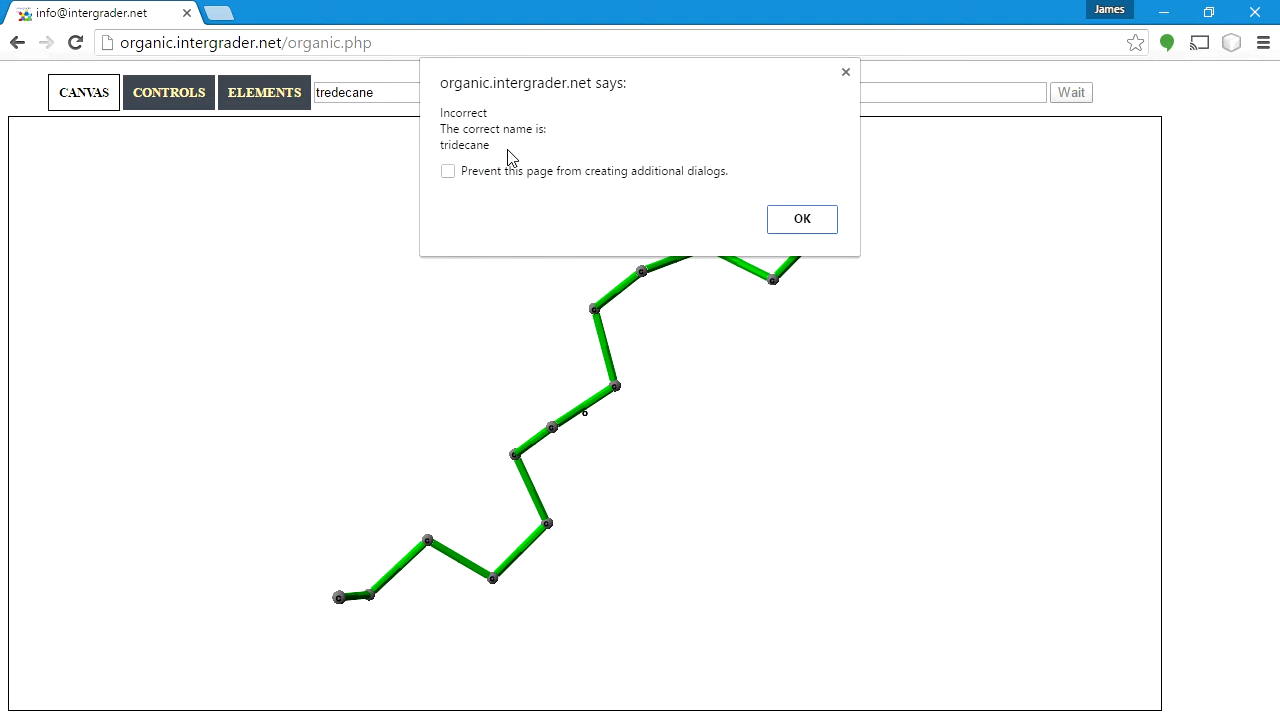 info@intergrader.net
James
organic.intergrader.net/organic.php
CANVAS
CONTROLS
ELEMENTS
tredecane
Wait
organic.intergrader.net says:
Incorrect
The correct name is:
tridecane
Prevent this page from creating additional dialogs.
OK